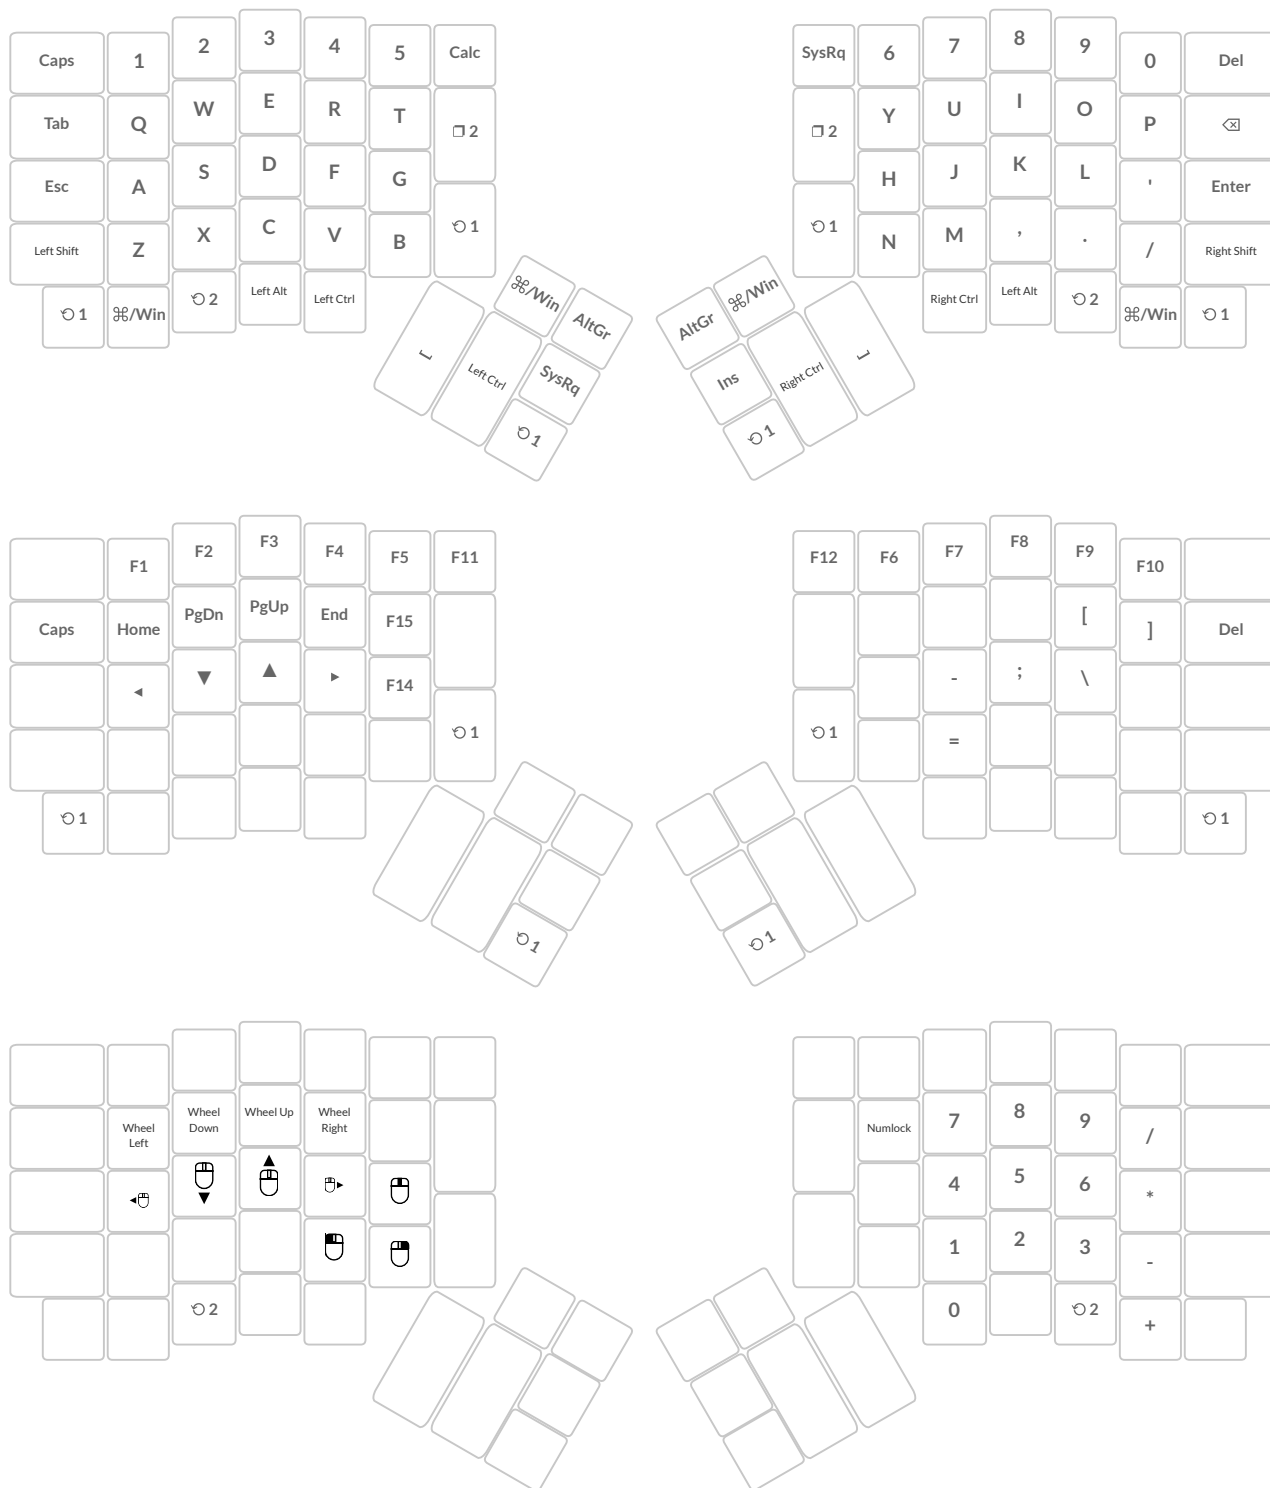 Caps 1 2 3 4 5 Calc SysRq 6 7 8 9 0 Del
Tab Q W E R T ❐ 2 ❐ 2 Y U I O P ⌫
Esc A S D F G H J K L ' Enter
Left Shift Z X C V B ⟲ 1 ⟲ 1 N M , . / Right Shift
⟲ 1 ⌘/Win ⟲ 2 Left Alt Left Ctrl Right Ctrl Left Alt ⟲ 2 ⌘/Win ⟲ 1
⌘/Win AltGr AltGr ⌘/Win
[ Left Ctrl SysRq Ins Right Ctrl ]
⟲ 1 ⟲ 1
F1 F2 F3 F4 F5 F11 F12 F6 F7 F8 F9 F10
Caps Home PgDn PgUp End F15 [ ] Del
◂ ▼ ▲ ▸ F14 - ; \
⟲ 1 ⟲ 1 =
⟲ 1 ⟲ 1
⟲ 1 ⟲ 1
Wheel Left Wheel Down Wheel Up Wheel Right Numlock 7 8 9 /
◂ ▼ ▲ ▸ 4 5 6 *
1 2 3 -
⟲ 2 0 ⟲ 2 +